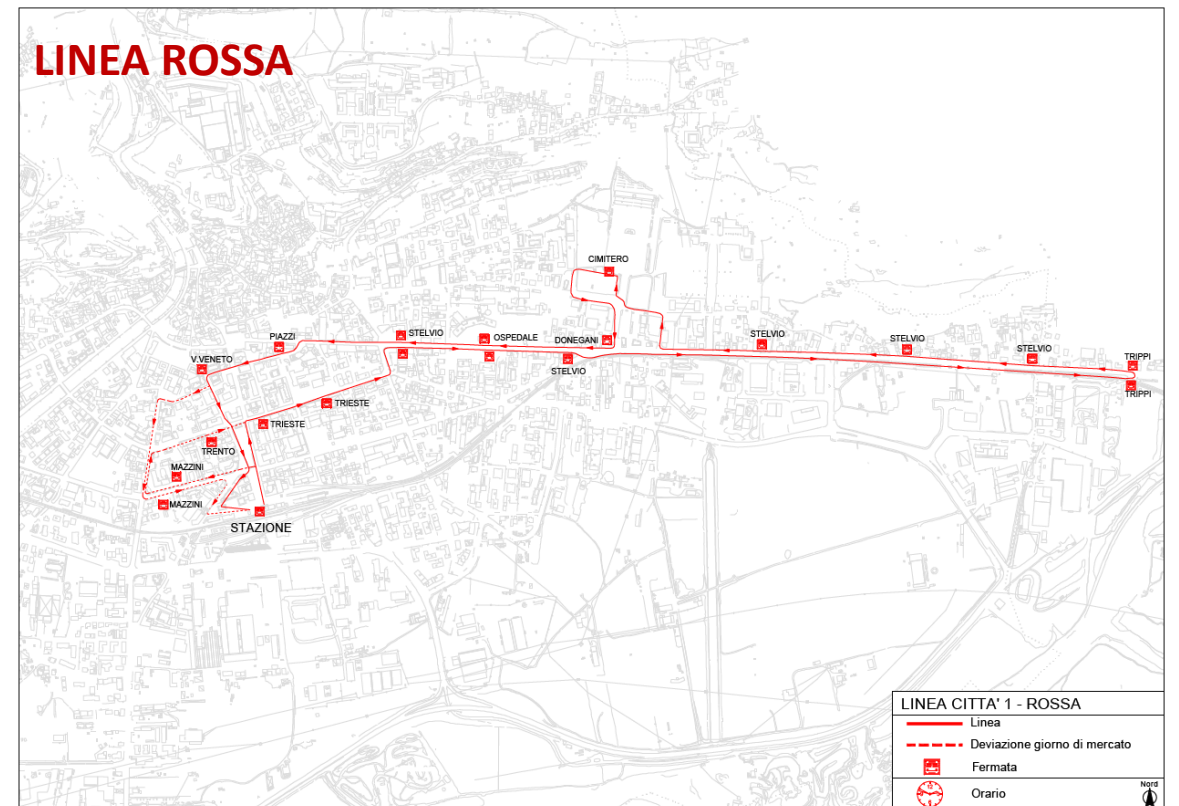 LINEA ROSSA
CIMITERO
STELVIO
OSPEDALE
DONEGANI
STELVIO
STELVIO
STELVIO
STELVIO
TRIPPI
TRIPPI
PIAZZI
V.VENETO
TRIESTE
TRIESTE
TRENTO
MAZZINI
MAZZINI
STAZIONE
LINEA CITTA' 1 - ROSSA
Linea
Deviazione giorno di mercato
Fermata
Orario
Nord